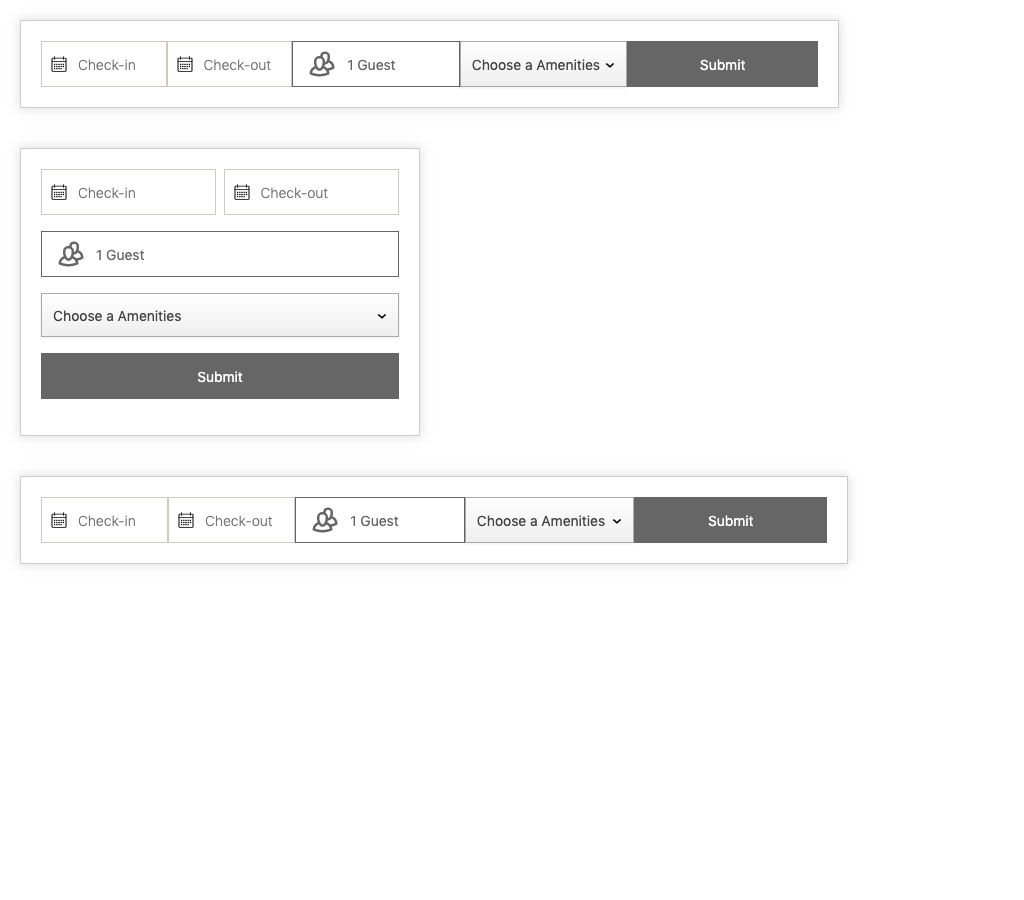 Check-in Check-out 1 Guest Choose a Amenities Submit
Check-in Check-out
1 Guest
Choose a Amenities
Submit
Check-in Check-out 1 Guest Choose a Amenities Submit